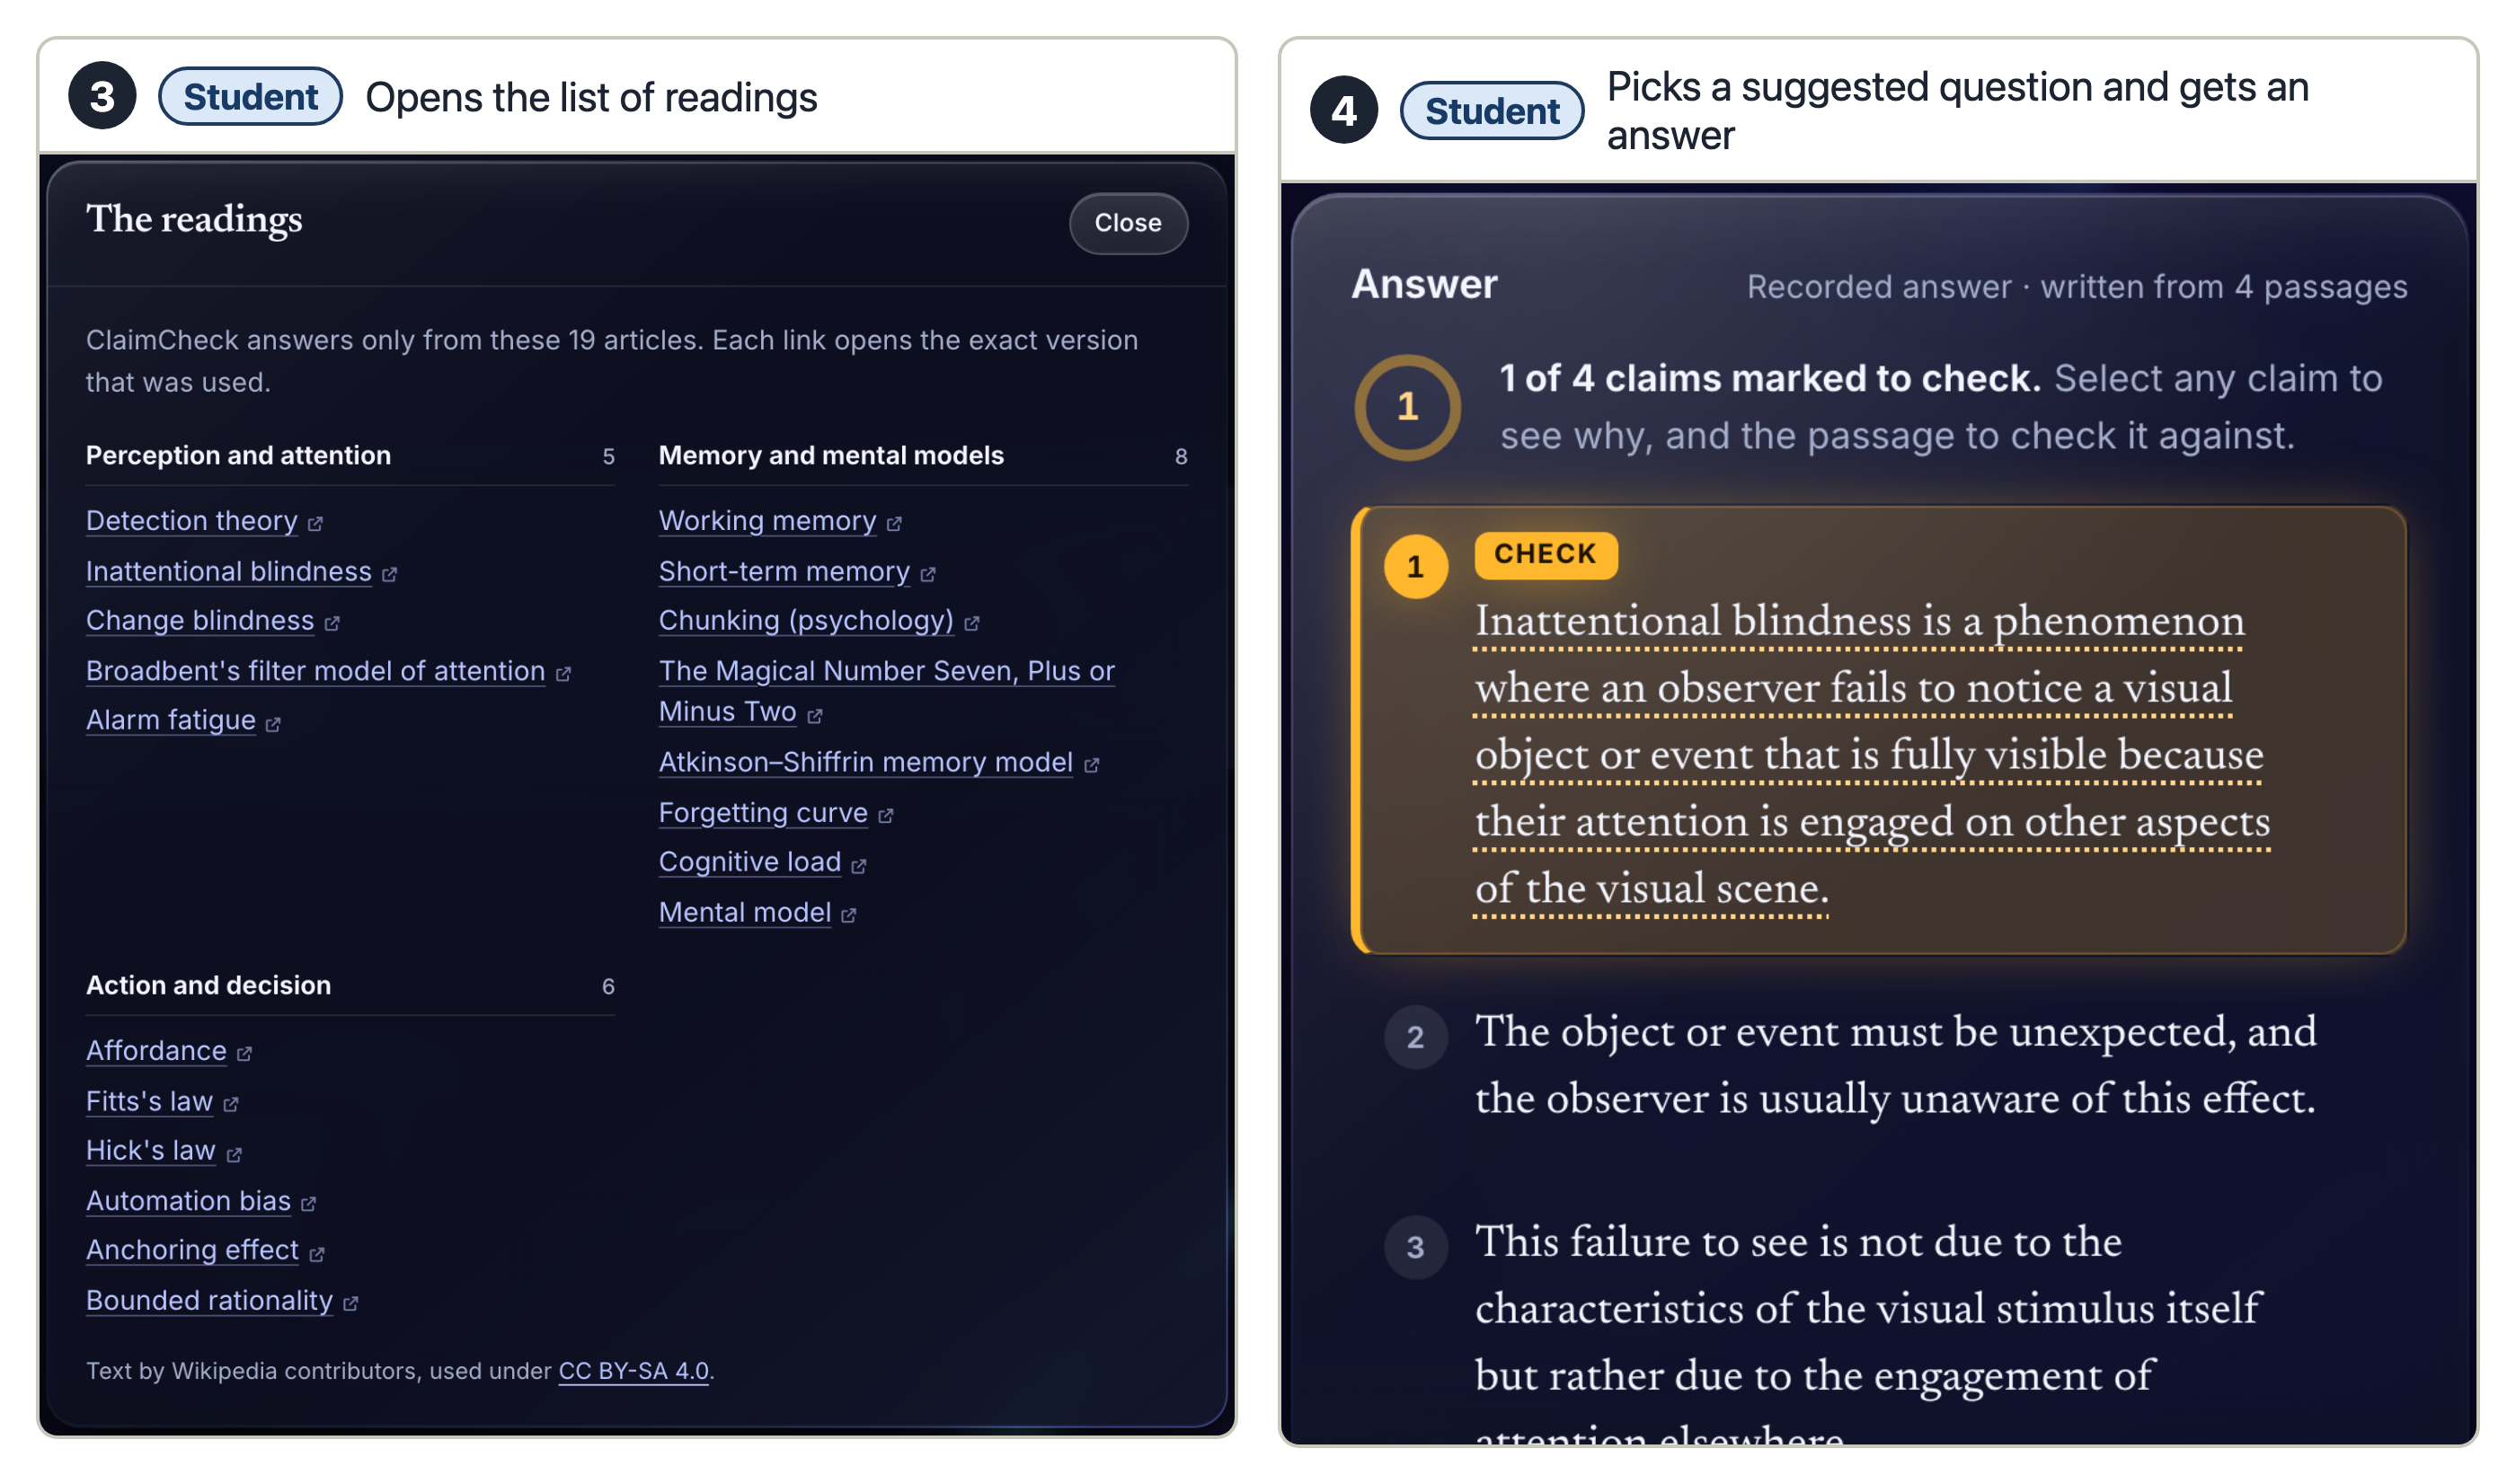 3 Student Opens the list of readings
The readings
Close
ClaimCheck answers only from these 19 articles. Each link opens the exact version
that was used.
Perception and attention 5
Detection theory
Inattentional blindness
Change blindness
Broadbent's filter model of attention
Alarm fatigue
Memory and mental models 8
Working memory
Short-term memory
Chunking (psychology)
The Magical Number Seven, Plus or
Minus Two
Atkinson–Shiffrin memory model
Forgetting curve
Cognitive load
Mental model
Action and decision 6
Affordance
Fitts's law
Hick's law
Automation bias
Anchoring effect
Bounded rationality
Text by Wikipedia contributors, used under CC BY-SA 4.0.
4 Student Picks a suggested question and gets an
answer
Answer
Recorded answer · written from 4 passages
1
1 of 4 claims marked to check. Select any claim to
see why, and the passage to check it against.
1 CHECK
Inattentional blindness is a phenomenon
where an observer fails to notice a visual
object or event that is fully visible because
their attention is engaged on other aspects
of the visual scene.
2 The object or event must be unexpected, and
the observer is usually unaware of this effect.
3 This failure to see is not due to the
characteristics of the visual stimulus itself
but rather due to the engagement of
attention elsewhere